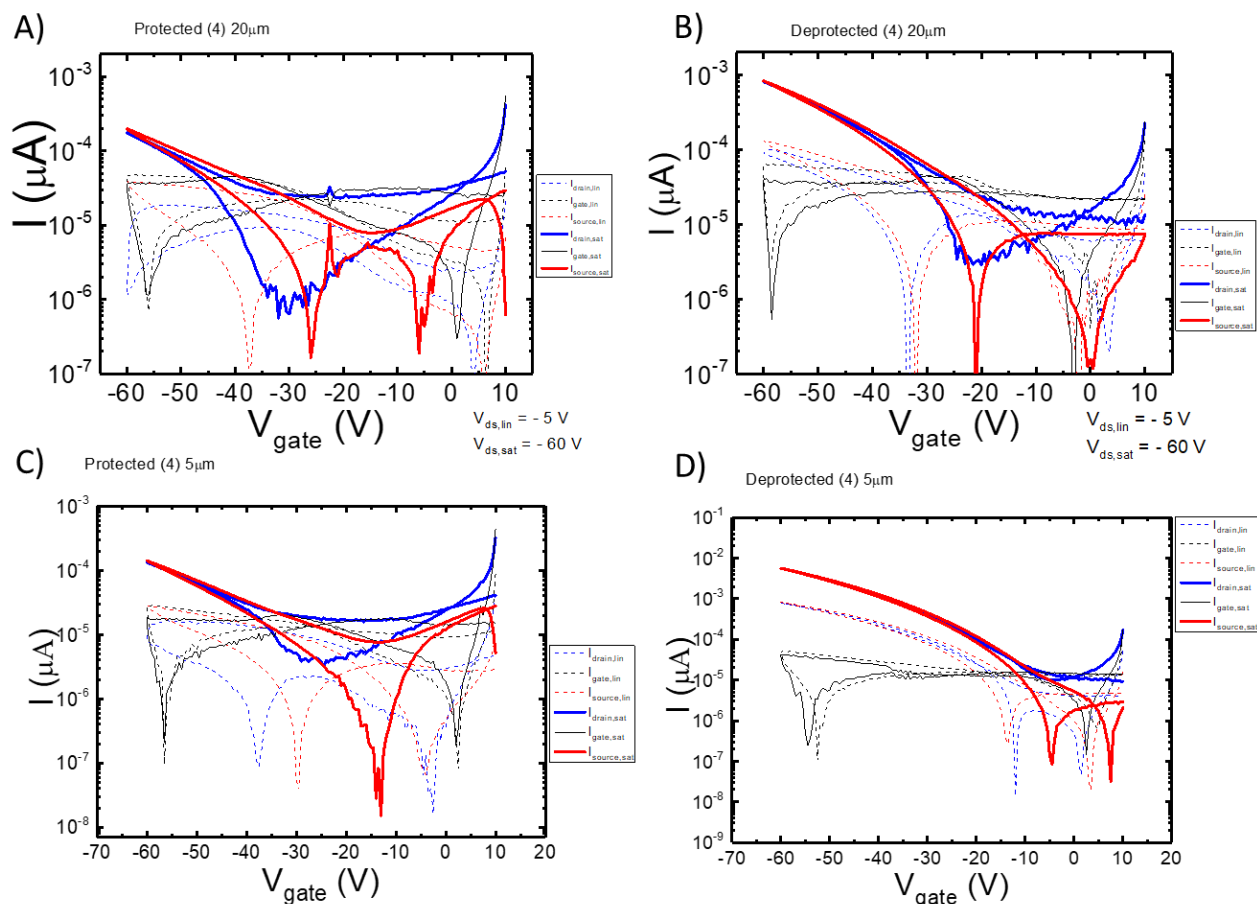 A)
Protected (4) 20μm
10⁻³
10⁻⁴
10⁻⁵
10⁻⁶
10⁻⁷
I (μA)
-60 -50 -40 -30 -20 -10 0 10
V_gate (V)
I_drain,lin
I_gate,lin
I_source,lin
I_drain,sat
I_gate,sat
I_source,sat
V_ds,lin = - 5 V
V_ds,sat = - 60 V
B)
Deprotected (4) 20μm
10⁻³
10⁻⁴
10⁻⁵
10⁻⁶
10⁻⁷
I (μA)
-60 -50 -40 -30 -20 -10 0 10
V_gate (V)
I_drain,lin
I_gate,lin
I_source,lin
I_drain,sat
I_gate,sat
I_source,sat
V_ds,lin = - 5 V
V_ds,sat = - 60 V
C)
Protected (4) 5μm
10⁻³
10⁻⁴
10⁻⁵
10⁻⁶
10⁻⁷
10⁻⁸
I (μA)
-70 -60 -50 -40 -30 -20 -10 0 10 20
V_gate (V)
I_drain,lin
I_gate,lin
I_source,lin
I_drain,sat
I_gate,sat
I_source,sat
D)
Deprotected (4) 5μm
10⁻¹
10⁻²
10⁻³
10⁻⁴
10⁻⁵
10⁻⁶
10⁻⁷
10⁻⁸
10⁻⁹
I (μA)
-70 -60 -50 -40 -30 -20 -10 0 10 20
V_gate (V)
I_drain,lin
I_gate,lin
I_source,lin
I_drain,sat
I_gate,sat
I_source,sat